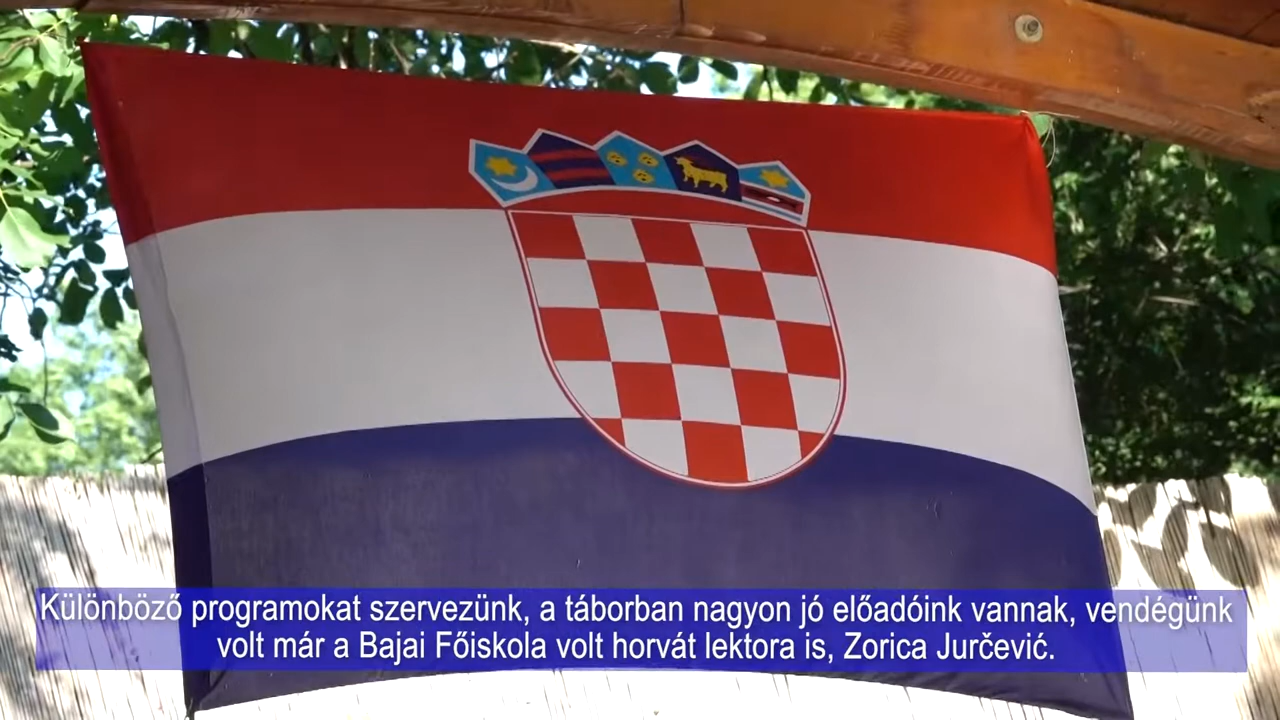 Különböző programokat szervezünk, a táborban nagyon jó előadóink vannak, vendégünk
volt már a Bajai Főiskola volt horvát lektora is, Zorica Jurčević.